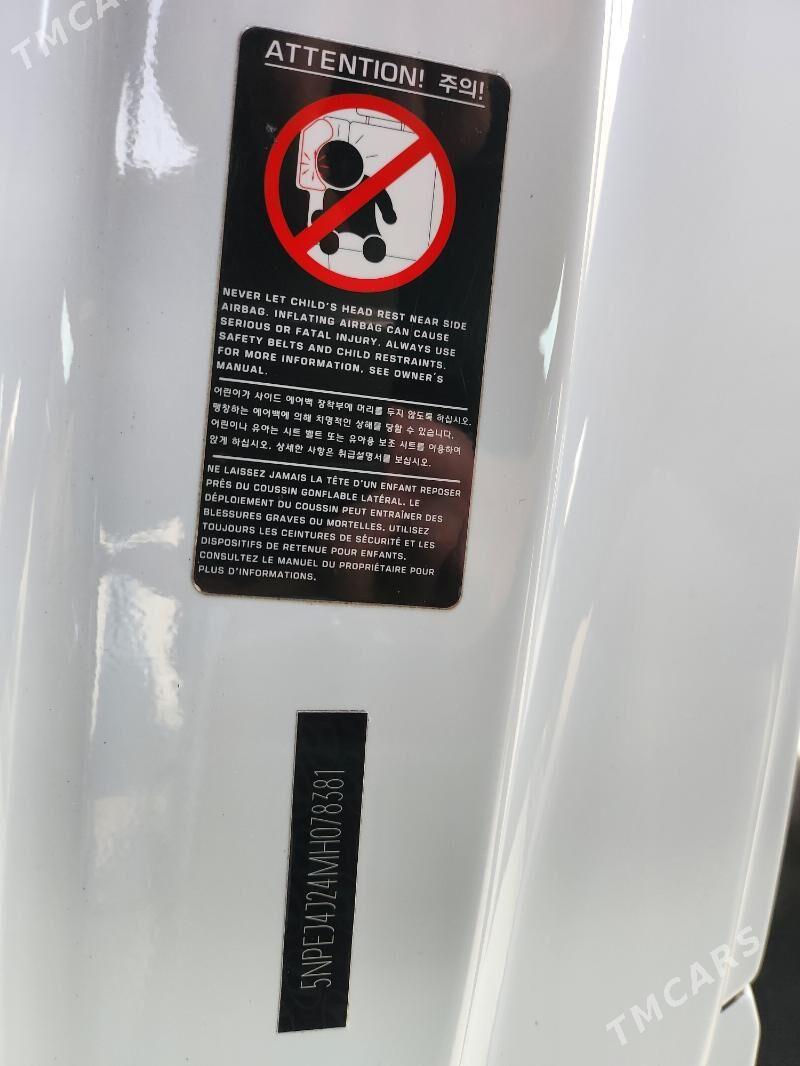 TMCARS
ATTENTION! 주의!
NEVER LET CHILD'S HEAD REST NEAR SIDE
AIRBAG. INFLATING AIRBAG CAN CAUSE
SERIOUS OR FATAL INJURY. ALWAYS USE
SAFETY BELTS AND CHILD RESTRAINTS.
FOR MORE INFORMATION, SEE OWNER'S
MANUAL.
어린이가 사이드 에어백 장착부에 머리를 두지 않도록 하십시오.
팽창하는 에어백에 의해 치명적인 상해를 당할 수 있습니다.
어린이나 유아는 시트 벨트 또는 유아용 보조 시트를 이용하여
앉게 하십시오. 상세한 사항은 취급설명서를 보십시오.
NE LAISSEZ JAMAIS LA TÊTE D'UN ENFANT REPOSER
PRÈS DU COUSSIN GONFLABLE LATÉRAL. LE
DÉPLOIEMENT DU COUSSIN PEUT ENTRAÎNER DES
BLESSURES GRAVES OU MORTELLES. UTILISEZ
TOUJOURS LES CEINTURES DE SÉCURITÉ ET LES
DISPOSITIFS DE RETENUE POUR ENFANTS.
CONSULTEZ LE MANUEL DU PROPRIÉTAIRE POUR
PLUS D'INFORMATIONS.
5NPEJ4J24MH078381
TMCARS